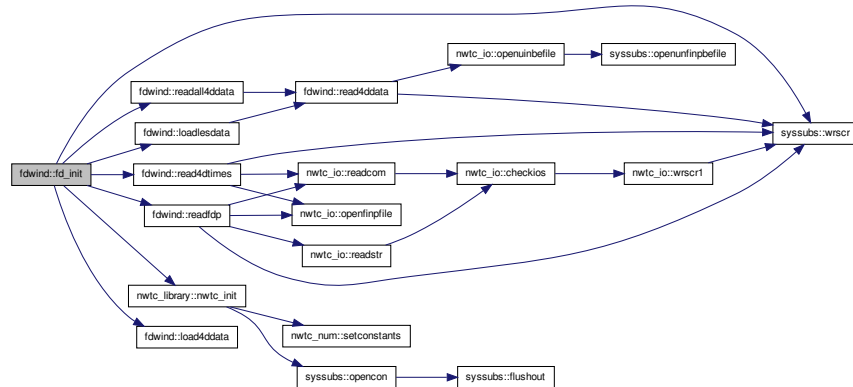 fdwind::fd_init
fdwind::readall4ddata
fdwind::loadlesdata
fdwind::read4dtimes
fdwind::readfdp
nwtc_library::nwtc_init
fdwind::load4ddata
fdwind::read4ddata
nwtc_io::readcom
nwtc_io::openfinpfile
nwtc_io::readstr
nwtc_num::setconstants
syssubs::opencon
nwtc_io::openuinbefile
nwtc_io::checkios
syssubs::flushout
syssubs::openunfinpbefile
nwtc_io::wrscr1
syssubs::wrscr